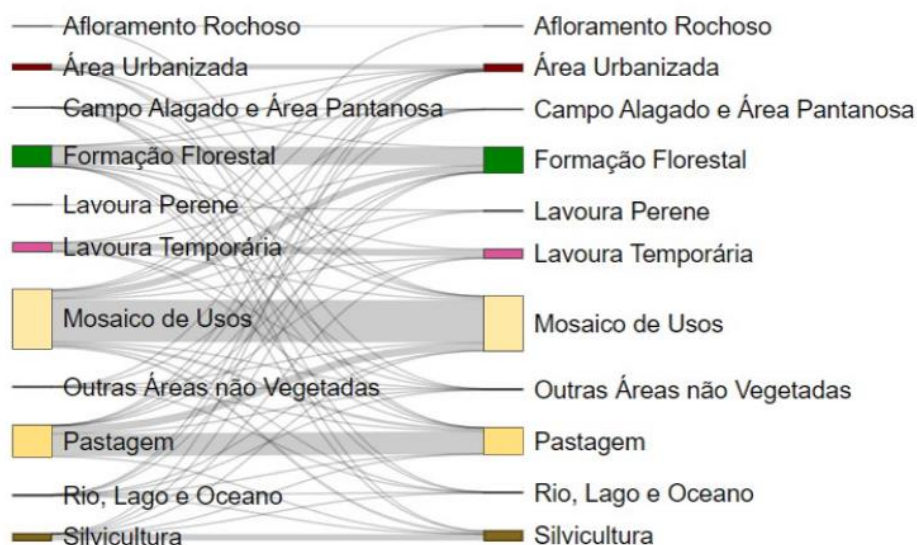 Afloramento Rochoso
Área Urbanizada
Campo Alagado e Área Pantanosa
Formação Florestal
Lavoura Perene
Lavoura Temporária
Mosaico de Usos
Outras Áreas não Vegetadas
Pastagem
Rio, Lago e Oceano
Silvicultura
Afloramento Rochoso
Área Urbanizada
Campo Alagado e Área Pantanosa
Formação Florestal
Lavoura Perene
Lavoura Temporária
Mosaico de Usos
Outras Áreas não Vegetadas
Pastagem
Rio, Lago e Oceano
Silvicultura